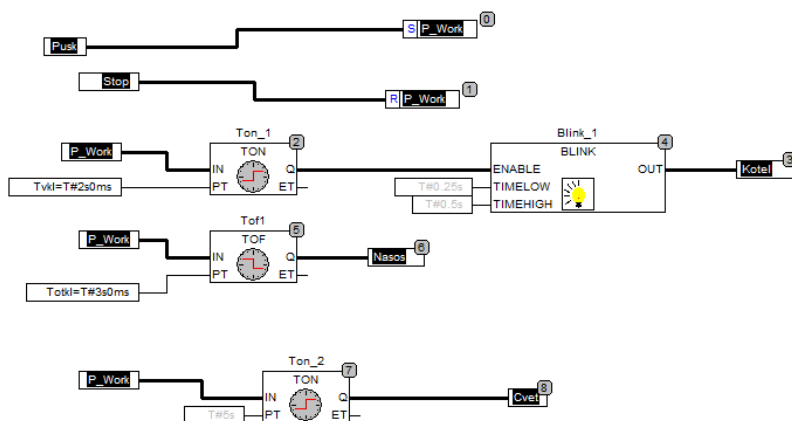 0
Pusk
S P_Work
Stop
1
R P_Work
Ton_1
Blink_1
P_Work
2
TON
4
BLINK
3
IN Q
ENABLE OUT
Kotel
Tvkl=T#2s0ms
PT ET
T#0.25s
TIMELOW
T#0.5s
TIMEHIGH
Tof1
P_Work
5
TOF
6
IN Q
Nasos
PT ET
Totkl=T#3s0ms
Ton_2
P_Work
7
TON
8
IN Q
Cvet
T#5s
PT ET